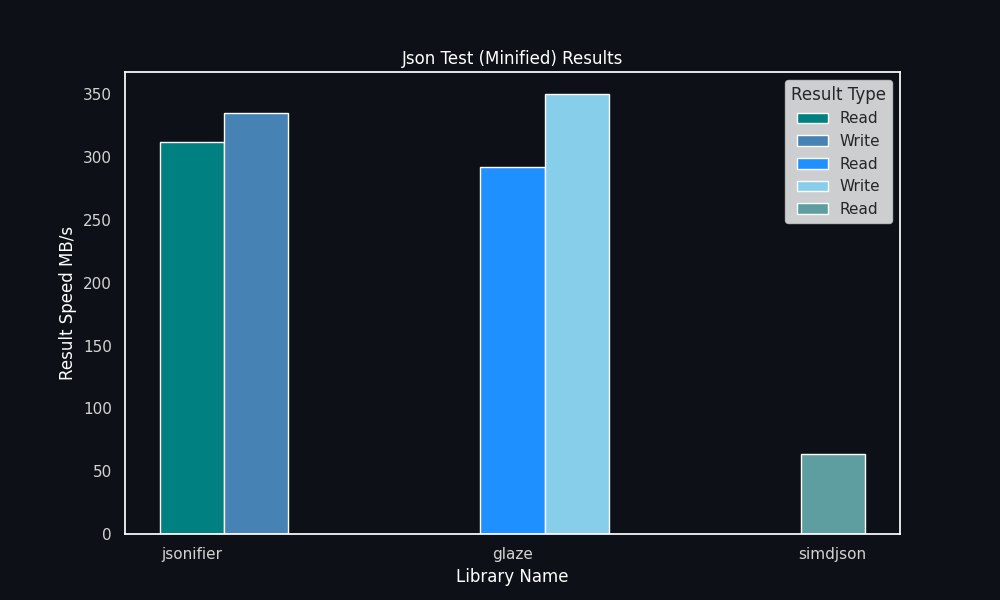 Json Test (Minified) Results
Result Type
Read
Write
Read
Write
Read
Result Speed MB/s
350
300
250
200
150
100
50
0
jsonifier
glaze
simdjson
Library Name